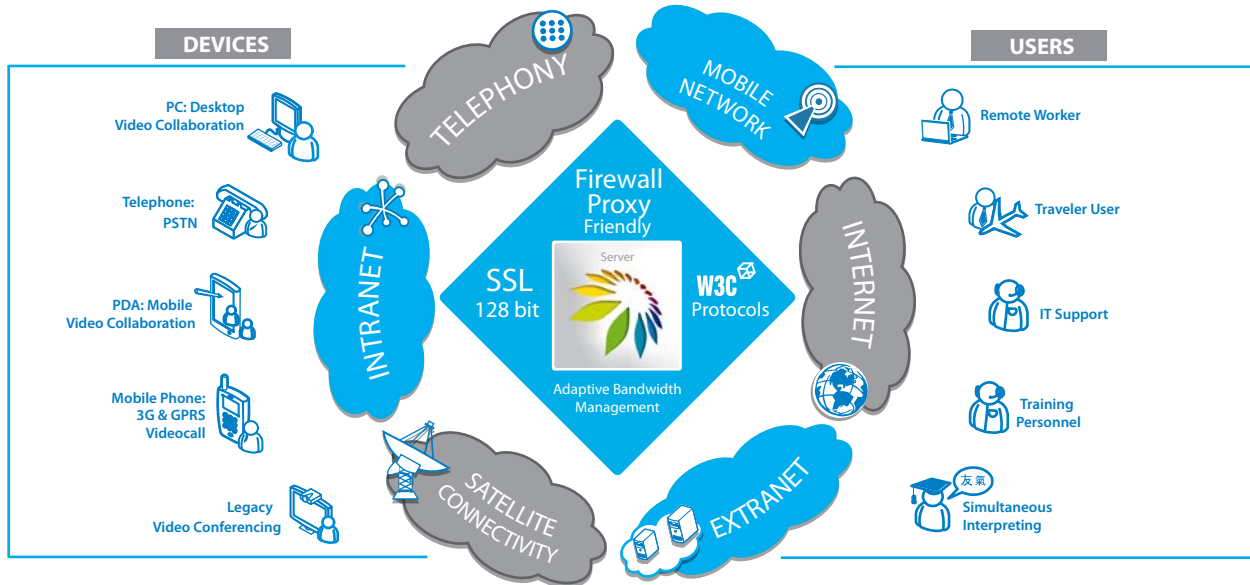 DEVICES
PC: Desktop
Video Collaboration
Telephone:
PSTN
PDA: Mobile
Video Collaboration
Mobile Phone:
3G & GPRS
Videocall
Legacy
Video Conferencing
TELEPHONY
MOBILE
NETWORK
INTRANET
INTERNET
SATELLITE
CONNECTIVITY
EXTRANET
Firewall
Proxy
Friendly
Server
SSL
128 bit
W3C
Protocols
Adaptive Bandwidth
Management
USERS
Remote Worker
Traveler User
IT Support
Training
Personnel
友氣
Simultaneous
Interpreting